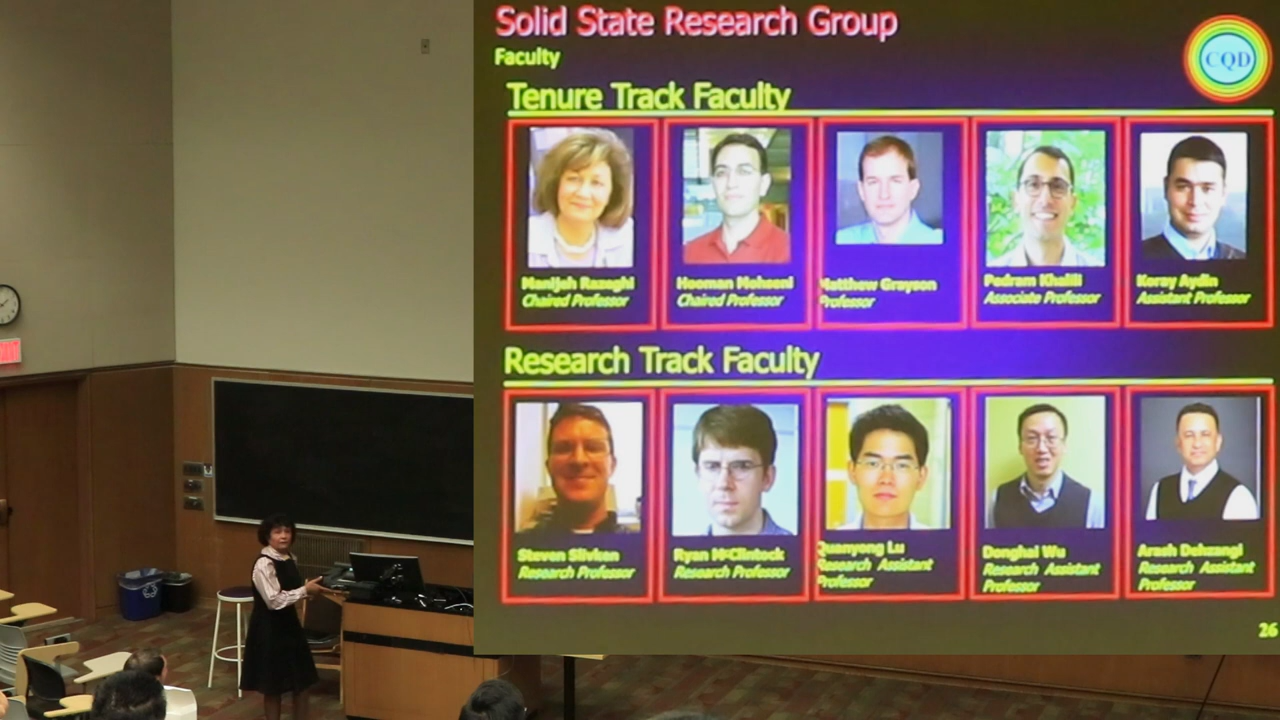 Solid State Research Group
Faculty
CQD
Tenure Track Faculty
Manijeh Razeghi
Chaired Professor
Hooman Mohseni
Chaired Professor
Matthew Grayson
Professor
Pedram Khalili
Associate Professor
Koray Aydin
Assistant Professor
Research Track Faculty
Steven Slivken
Research Professor
Ryan McClintock
Research Professor
Quanyong Lu
Research Assistant
Professor
Donghai Wu
Research Assistant
Professor
Arash Dehzangi
Research Assistant
Professor
26